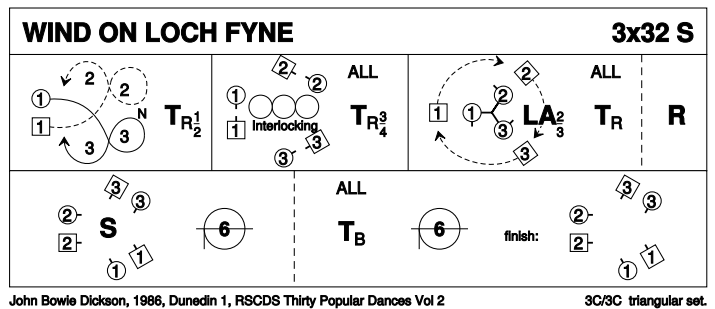 WIND ON LOCH FYNE 3x32 S
1 1 2 2 N 3 3 TR½
1 1 2 2 ALL Interlocking 3 3 TR¾
1 1 2 2 3 3 LA⅔ ALL TR
R
2 2 3 3 S 1 1 6
ALL TB 6 finish: 2 2 3 3 1 1
John Bowie Dickson, 1986, Dunedin 1, RSCDS Thirty Popular Dances Vol 2 3C/3C triangular set.